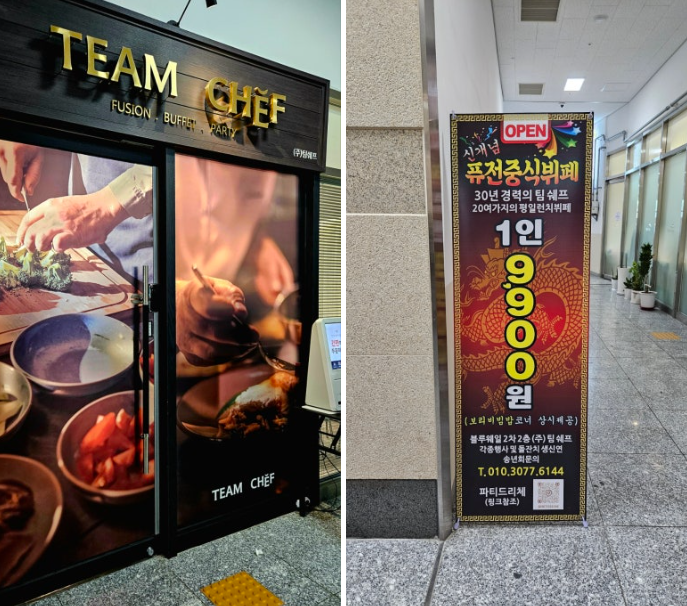 TEAM CHEF
FUSION . BUFFET . PARTY
(주)팀쉐프
TEAM CHEF
OPEN
신개념
퓨전중식뷔페
30년 경력의 팀 쉐프
20여가지의 평일런치뷔페
1인
9,900
원
(보리비빔밥코너 상시제공)
블루웨일 2차 2층 (주) 팀 쉐프
각종행사 및 돌잔치 생신연
송년회문의
T. 010.3077.6144
파티드리체
(링크참조)